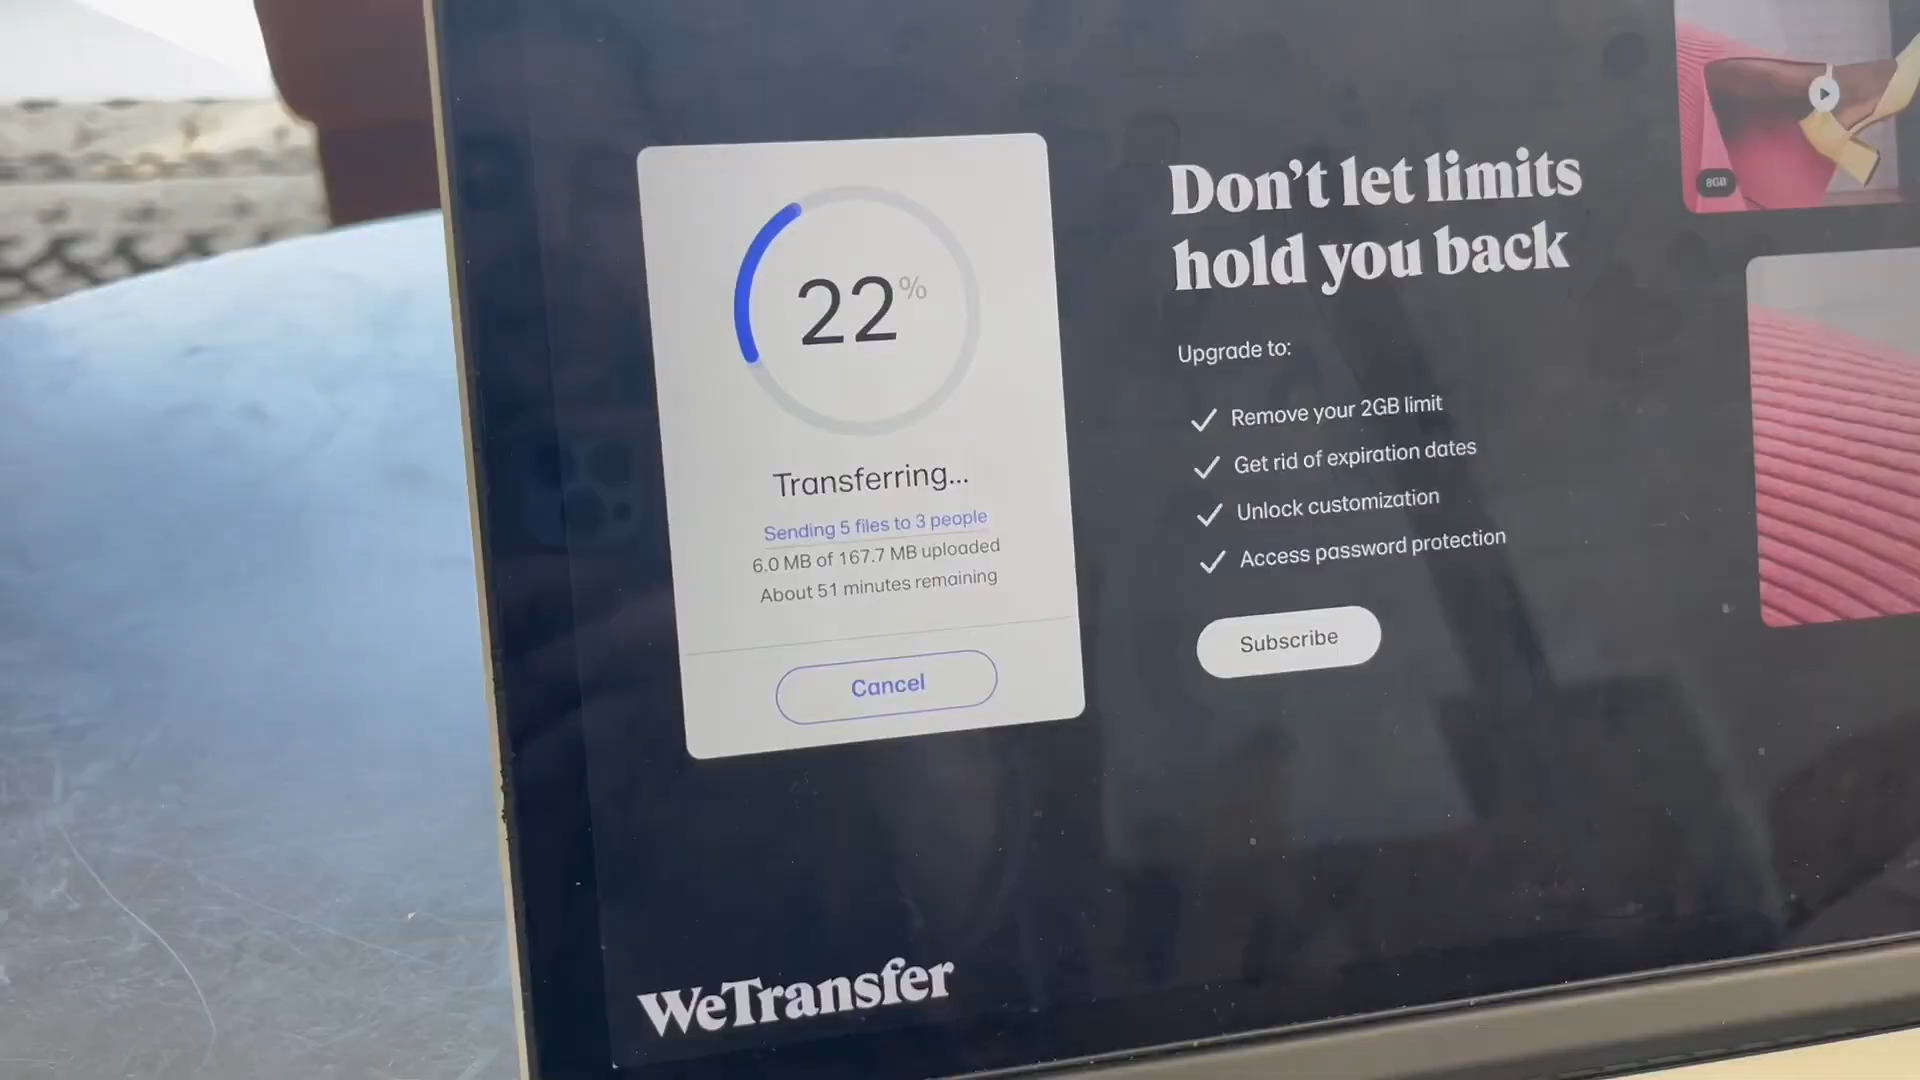 22%
Transferring...
Sending 5 files to 3 people
6.0 MB of 167.7 MB uploaded
About 51 minutes remaining
Cancel
Don't let limits
hold you back
Upgrade to:
Remove your 2GB limit
Get rid of expiration dates
Unlock customization
Access password protection
Subscribe
8GB
WeTransfer